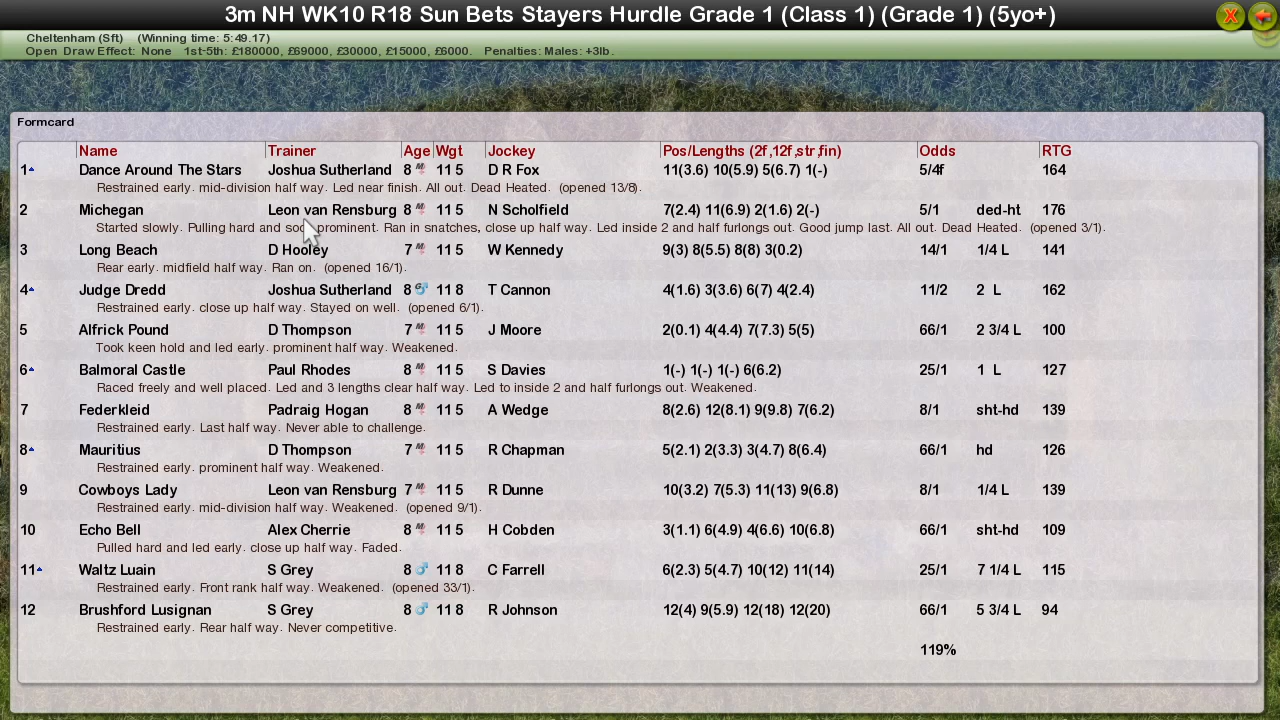 3m NH WK10 R18 Sun Bets Stayers Hurdle Grade 1 (Class 1) (Grade 1) (5yo+)
Cheltenham (Sft) (Winning time: 5:49.17)
Open Draw Effect: None 1st-5th: £180000, £69000, £30000, £15000, £6000. Penalties: Males: +3lb.
Formcard
Name Trainer Age Wgt Jockey Pos/Lengths (2f,12f,str,fin) Odds RTG
1 Dance Around The Stars Joshua Sutherland 8 11 5 D R Fox 11(3.6) 10(5.9) 5(6.7) 1(-) 5/4f 164
Restrained early. mid-division half way. Led near finish. All out. Dead Heated. (opened 13/8).
2 Michegan Leon van Rensburg 8 11 5 N Scholfield 7(2.4) 11(6.9) 2(1.6) 2(-) 5/1 ded-ht 176
Started slowly. Pulling hard and soon prominent. Ran in snatches, close up half way. Led inside 2 and half furlongs out. Good jump last. All out. Dead Heated. (opened 3/1).
3 Long Beach D Hooley 7 11 5 W Kennedy 9(3) 8(5.5) 8(8) 3(0.2) 14/1 1/4 L 141
Rear early. midfield half way. Ran on. (opened 16/1).
4 Judge Dredd Joshua Sutherland 8 11 8 T Cannon 4(1.6) 3(3.6) 6(7) 4(2.4) 11/2 2 L 162
Restrained early. close up half way. Stayed on well. (opened 6/1).
5 Alfrick Pound D Thompson 7 11 5 J Moore 2(0.1) 4(4.4) 7(7.3) 5(5) 66/1 2 3/4 L 100
Took keen hold and led early. prominent half way. Weakened.
6 Balmoral Castle Paul Rhodes 8 11 5 S Davies 1(-) 1(-) 1(-) 6(6.2) 25/1 1 L 127
Raced freely and well placed. Led and 3 lengths clear half way. Led to inside 2 and half furlongs out. Weakened.
7 Federkleid Padraig Hogan 8 11 5 A Wedge 8(2.6) 12(8.1) 9(9.8) 7(6.2) 8/1 sht-hd 139
Restrained early. Last half way. Never able to challenge.
8 Mauritius D Thompson 7 11 5 R Chapman 5(2.1) 2(3.3) 3(4.7) 8(6.4) 66/1 hd 126
Restrained early. prominent half way. Weakened.
9 Cowboys Lady Leon van Rensburg 7 11 5 R Dunne 10(3.2) 7(5.3) 11(13) 9(6.8) 8/1 1/4 L 139
Restrained early. mid-division half way. Weakened. (opened 9/1).
10 Echo Bell Alex Cherrie 8 11 5 H Cobden 3(1.1) 6(4.9) 4(6.6) 10(6.8) 66/1 sht-hd 109
Pulled hard and led early. close up half way. Faded.
11 Waltz Luain S Grey 8 11 8 C Farrell 6(2.3) 5(4.7) 10(12) 11(14) 25/1 7 1/4 L 115
Restrained early. Front rank half way. Weakened. (opened 33/1).
12 Brushford Lusignan S Grey 8 11 8 R Johnson 12(4) 9(5.9) 12(18) 12(20) 66/1 5 3/4 L 94
Restrained early. Rear half way. Never competitive.
119%